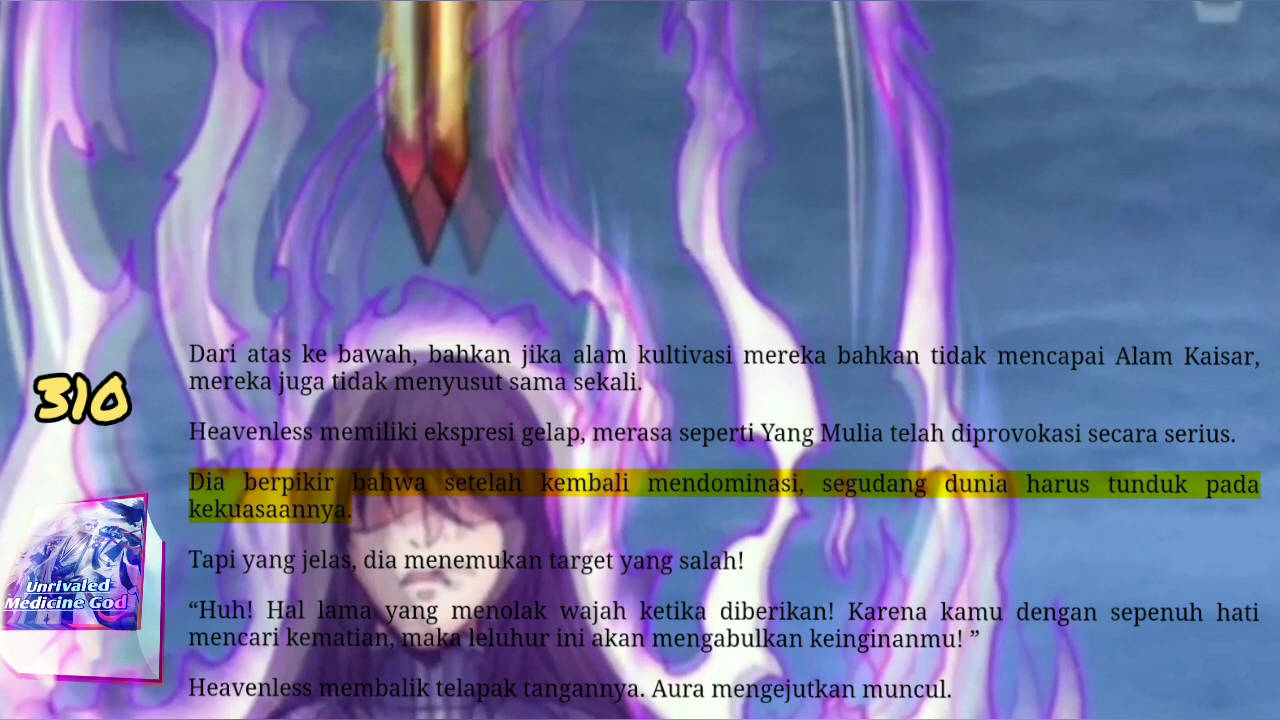 Dari atas ke bawah, bahkan jika alam kultivasi mereka bahkan tidak mencapai Alam Kaisar,
mereka juga tidak menyusut sama sekali.
310
Heavenless memiliki ekspresi gelap, merasa seperti Yang Mulia telah diprovokasi secara serius.
Dia berpikir bahwa setelah kembali mendominasi, segudang dunia harus tunduk pada
kekuasaannya.
Tapi yang jelas, dia menemukan target yang salah!
Unrivaled
Medicine God
“Huh! Hal lama yang menolak wajah ketika diberikan! Karena kamu dengan sepenuh hati
mencari kematian, maka leluhur ini akan mengabulkan keinginanmu! ”
Heavenless membalik telapak tangannya. Aura mengejutkan muncul.